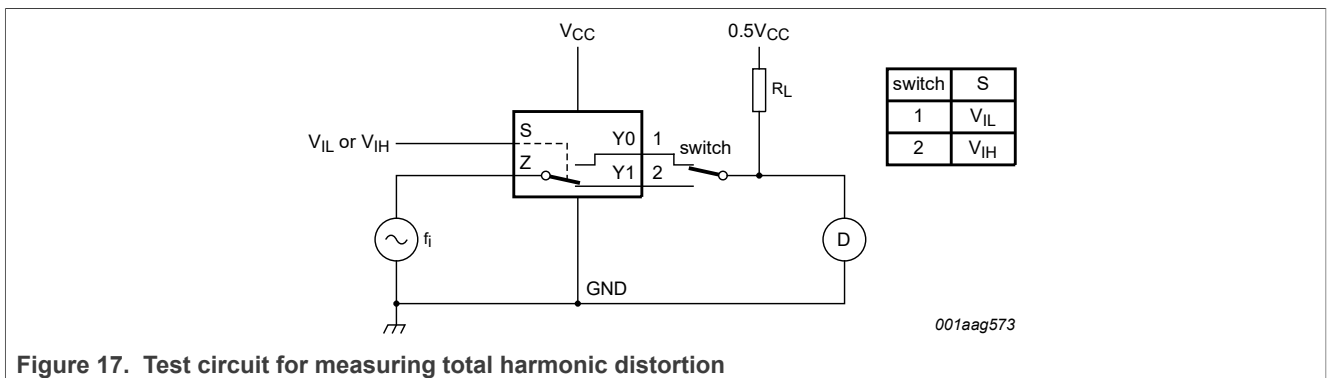 VCC
0.5VCC
RL
switch S
1 VIL
2 VIH
VIL or VIH
S
Z
Y0 1
Y1 2
switch
fi
D
GND
001aag573
Figure 17. Test circuit for measuring total harmonic distortion